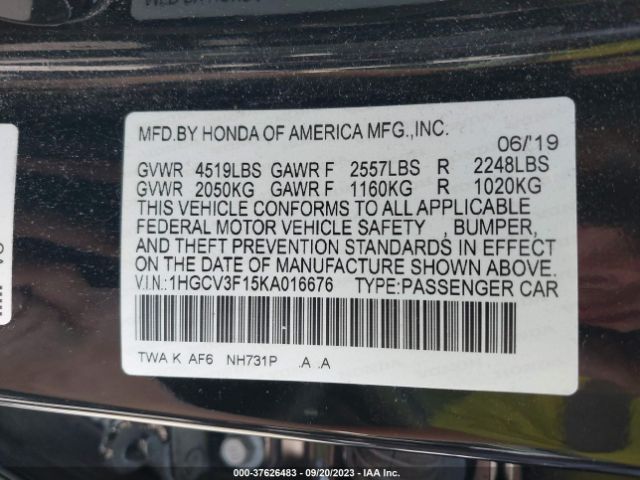 MFD.BY HONDA OF AMERICA MFG.,INC. 06/'19
GVWR 4519LBS GAWR F 2557LBS R 2248LBS
GVWR 2050KG GAWR F 1160KG R 1020KG
THIS VEHICLE CONFORMS TO ALL APPLICABLE
FEDERAL MOTOR VEHICLE SAFETY , BUMPER,
AND THEFT PREVENTION STANDARDS IN EFFECT
ON THE DATE OF MANUFACTURE SHOWN ABOVE.
V.I.N.:1HGCV3F15KA016676 TYPE:PASSENGER CAR
TWA K AF6 NH731P .A .A
000-37626483 - 09/20/2023 - IAA Inc.